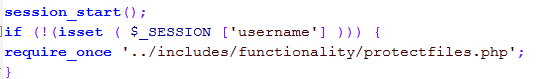 session_start();
if (!(isset ( $_SESSION ['username'] ))) {
require_once '../includes/functionality/protectfiles.php';
}